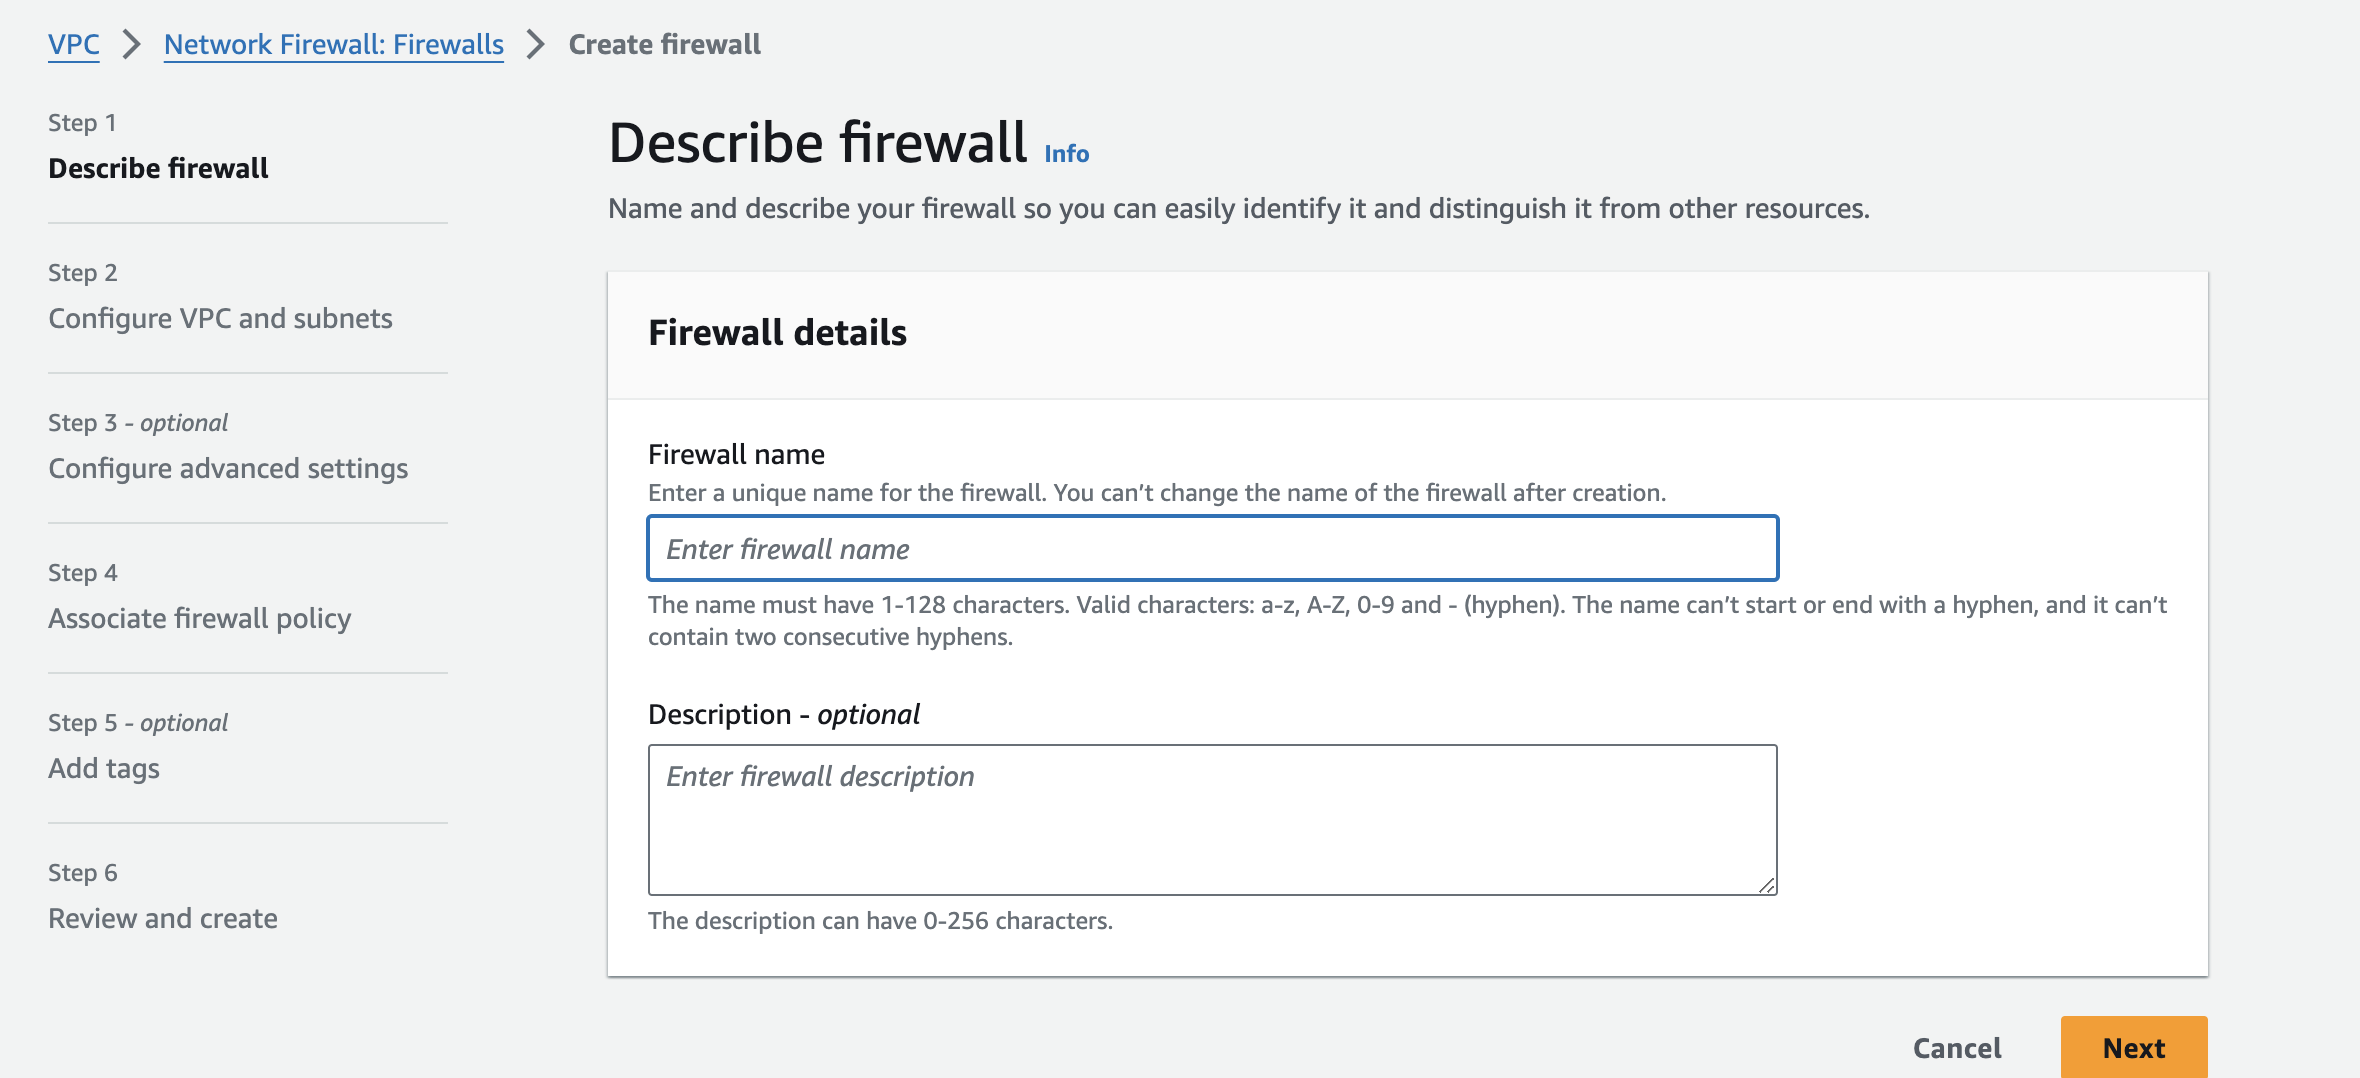 VPC > Network Firewall: Firewalls > Create firewall
Step 1
Describe firewall
Step 2
Configure VPC and subnets
Step 3 - optional
Configure advanced settings
Step 4
Associate firewall policy
Step 5 - optional
Add tags
Step 6
Review and create
Describe firewall Info
Name and describe your firewall so you can easily identify it and distinguish it from other resources.
Firewall details
Firewall name
Enter a unique name for the firewall. You can’t change the name of the firewall after creation.
Enter firewall name
The name must have 1-128 characters. Valid characters: a-z, A-Z, 0-9 and - (hyphen). The name can’t start or end with a hyphen, and it can’t
contain two consecutive hyphens.
Description - optional
Enter firewall description
The description can have 0-256 characters.
Cancel
Next